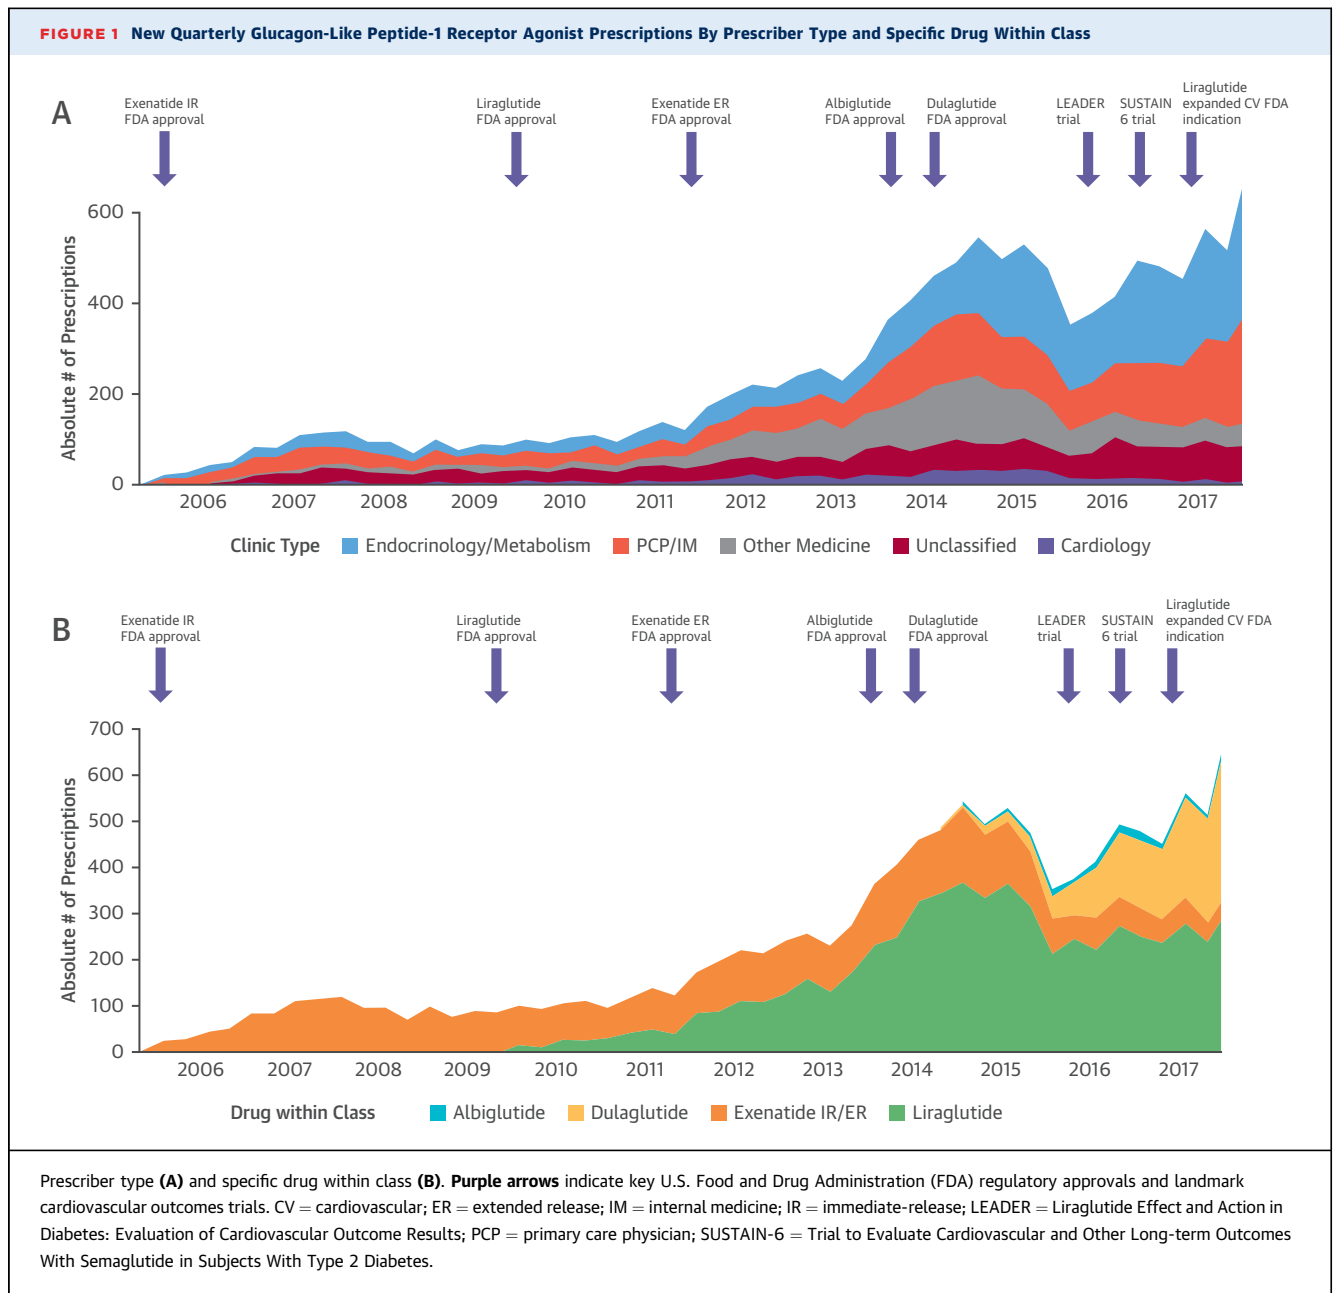 FIGURE 1 New Quarterly Glucagon-Like Peptide-1 Receptor Agonist Prescriptions By Prescriber Type and Specific Drug Within Class
A
Exenatide IR
FDA approval
Liraglutide
FDA approval
Exenatide ER
FDA approval
Albiglutide
FDA approval
Dulaglutide
FDA approval
LEADER
trial
SUSTAIN
6 trial
Liraglutide
expanded CV FDA
indication
Absolute # of Prescriptions
600
400
200
0
2006 2007 2008 2009 2010 2011 2012 2013 2014 2015 2016 2017
Clinic Type Endocrinology/Metabolism PCP/IM Other Medicine Unclassified Cardiology
B
Exenatide IR
FDA approval
Liraglutide
FDA approval
Exenatide ER
FDA approval
Albiglutide
FDA approval
Dulaglutide
FDA approval
LEADER
trial
SUSTAIN
6 trial
Liraglutide
expanded CV FDA
indication
Absolute # of Prescriptions
700
600
500
400
300
200
100
0
2006 2007 2008 2009 2010 2011 2012 2013 2014 2015 2016 2017
Drug within Class Albiglutide Dulaglutide Exenatide IR/ER Liraglutide
Prescriber type (A) and specific drug within class (B). Purple arrows indicate key U.S. Food and Drug Administration (FDA) regulatory approvals and landmark
cardiovascular outcomes trials. CV = cardiovascular; ER = extended release; IM = internal medicine; IR = immediate-release; LEADER = Liraglutide Effect and Action in
Diabetes: Evaluation of Cardiovascular Outcome Results; PCP = primary care physician; SUSTAIN-6 = Trial to Evaluate Cardiovascular and Other Long-term Outcomes
With Semaglutide in Subjects With Type 2 Diabetes.